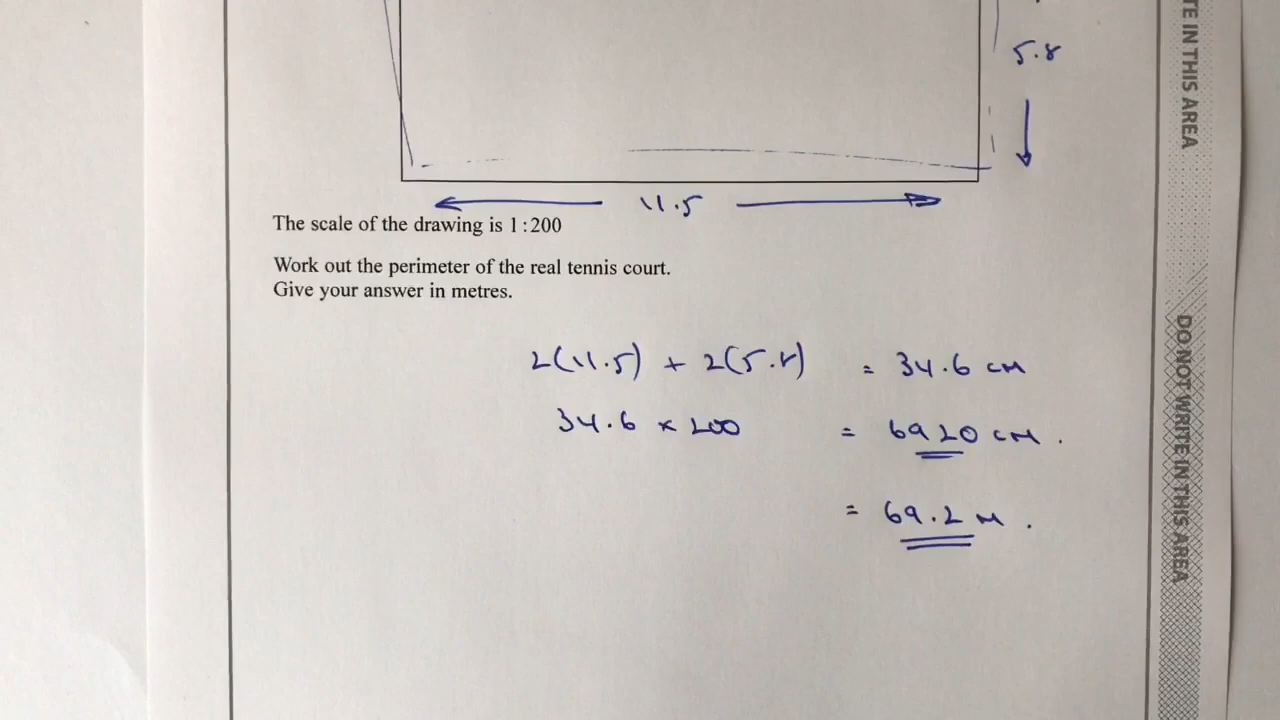 TE IN THIS AREA
5.8
11.5
The scale of the drawing is 1:200
Work out the perimeter of the real tennis court.
Give your answer in metres.
2(11.5) + 2(5.8) = 34.6 cm
34.6 × 200 = 6920 cm.
= 69.2 m.
DO NOT WRITE IN THIS AREA